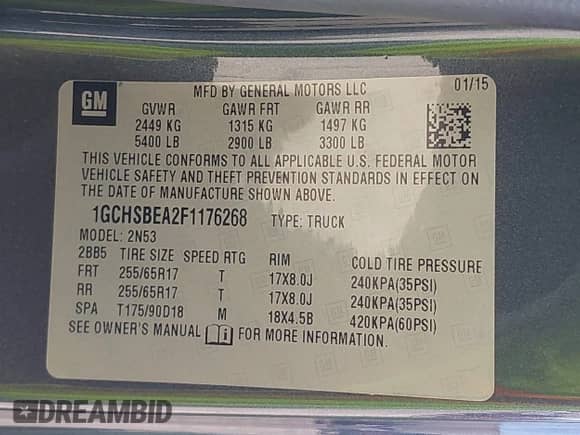 GM
MFD BY GENERAL MOTORS LLC 01/15
GVWR GAWR FRT GAWR RR
2449 KG 1315 KG 1497 KG
5400 LB 2900 LB 3300 LB
THIS VEHICLE CONFORMS TO ALL APPLICABLE U.S. FEDERAL MOTOR
VEHICLE SAFETY AND THEFT PREVENTION STANDARDS IN EFFECT ON
THE DATE OF MANUFACTURE SHOWN ABOVE.
1GCHSBEA2F1176268 TYPE: TRUCK
MODEL: 2N53
2BB5 TIRE SIZE SPEED RTG RIM COLD TIRE PRESSURE
FRT 255/65R17 T 17X8.0J 240KPA(35PSI)
RR 255/65R17 T 17X8.0J 240KPA(35PSI)
SPA T175/90D18 M 18X4.5B 420KPA(60PSI)
SEE OWNER'S MANUAL FOR MORE INFORMATION.
DREAMBID